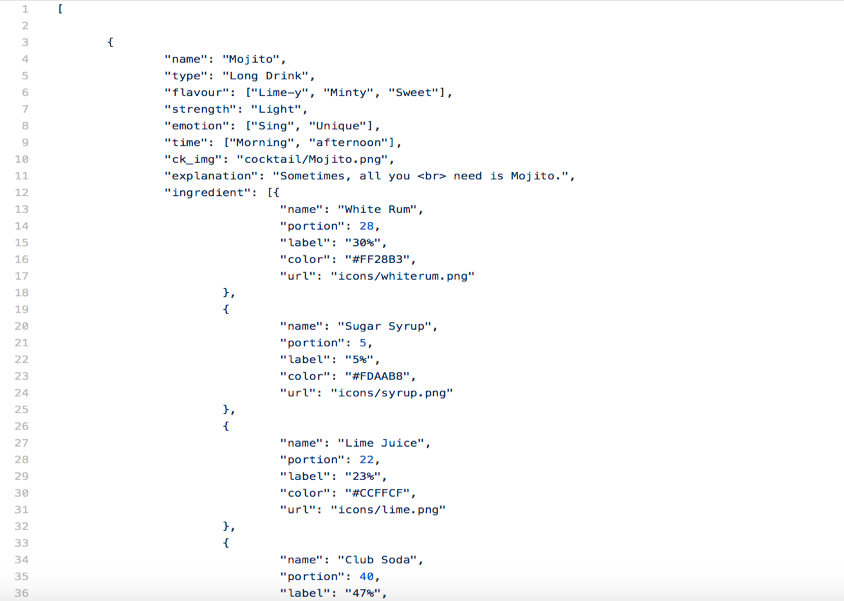 1 [
2
3 {
4 "name": "Mojito",
5 "type": "Long Drink",
6 "flavour": ["Lime-y", "Minty", "Sweet"],
7 "strength": "Light",
8 "emotion": ["Sing", "Unique"],
9 "time": ["Morning", "afternoon"],
10 "ck_img": "cocktail/Mojito.png",
11 "explanation": "Sometimes, all you <br> need is Mojito.",
12 "ingredient": [{
13 "name": "White Rum",
14 "portion": 28,
15 "label": "30%",
16 "color": "#FF28B3",
17 "url": "icons/whiterum.png"
18 },
19 {
20 "name": "Sugar Syrup",
21 "portion": 5,
22 "label": "5%",
23 "color": "#FDAAB8",
24 "url": "icons/syrup.png"
25 },
26 {
27 "name": "Lime Juice",
28 "portion": 22,
29 "label": "23%",
30 "color": "#CCFFCF",
31 "url": "icons/lime.png"
32 },
33 {
34 "name": "Club Soda",
35 "portion": 40,
36 "label": "47%",